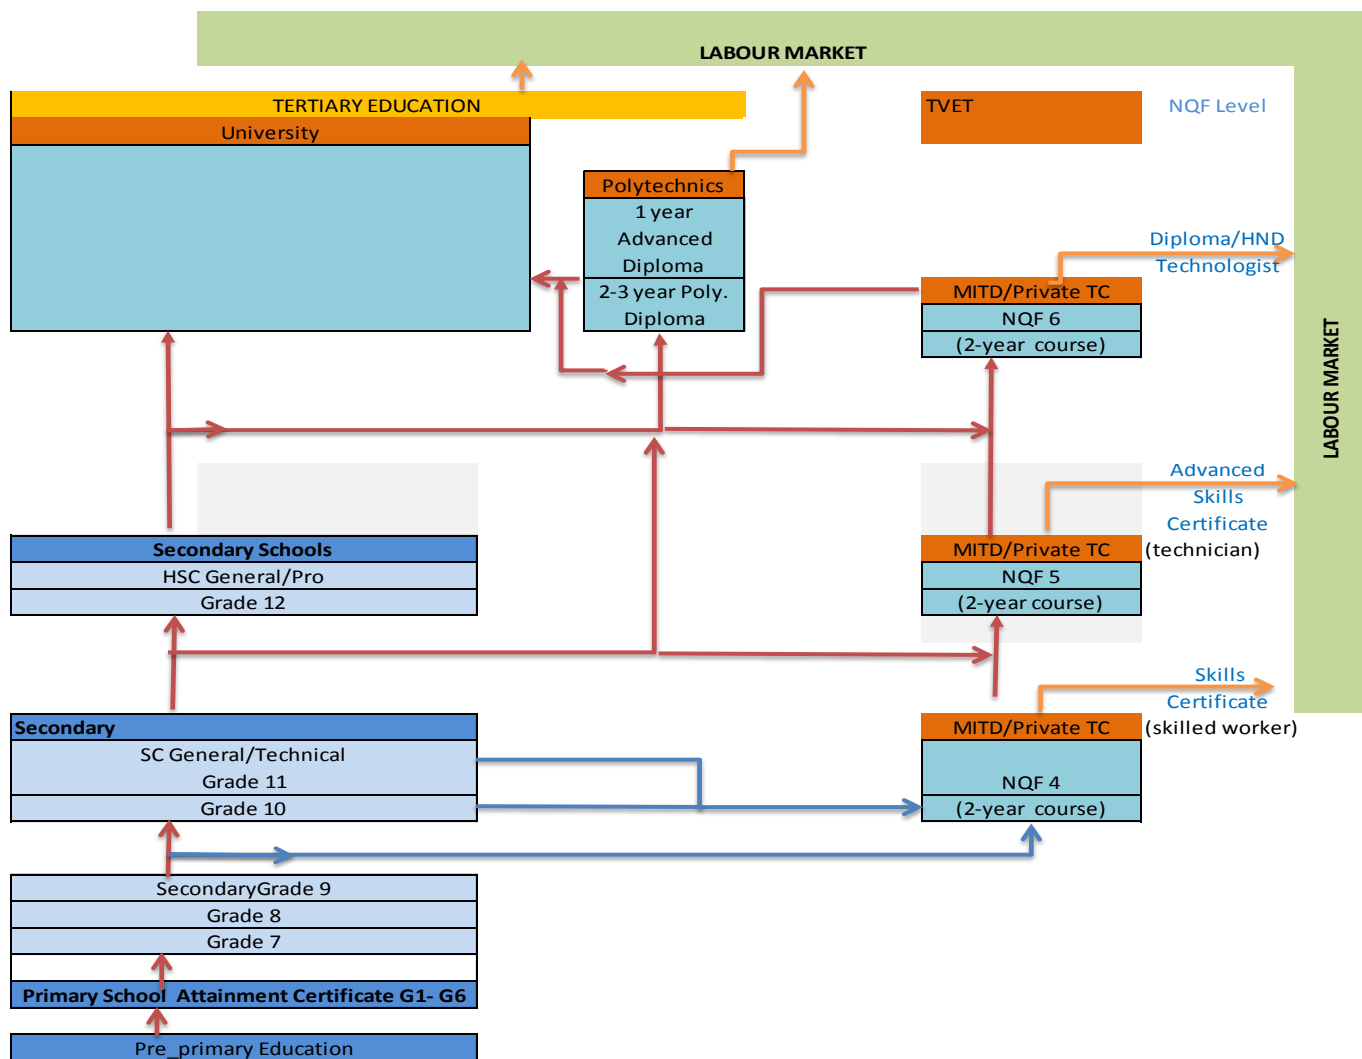 LABOUR MARKET
TERTIARY EDUCATION
TVET
NQF Level
University
Polytechnics
1 year
Advanced
Diploma
2-3 year Poly.
Diploma
Diploma/HND
Technologist
MITD/Private TC
NQF 6
(2-year course)
LABOUR MARKET
Advanced
Skills
Certificate
(technician)
Secondary Schools
HSC General/Pro
Grade 12
MITD/Private TC
NQF 5
(2-year course)
Skills
Certificate
(skilled worker)
Secondary
SC General/Technical
Grade 11
Grade 10
MITD/Private TC
NQF 4
(2-year course)
SecondaryGrade 9
Grade 8
Grade 7
Primary School Attainment Certificate G1- G6
Pre_primary Education